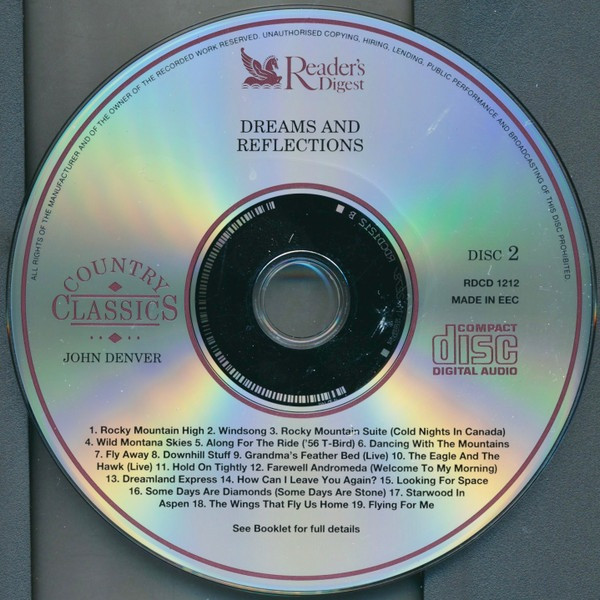 ALL RIGHTS OF THE MANUFACTURER AND OF THE OWNER OF THE RECORDED WORK RESERVED. UNAUTHORISED COPYING, HIRING, LENDING, PUBLIC PERFORMANCE AND BROADCASTING OF THIS DISC PROHIBITED
Reader's
Digest
DREAMS AND
REFLECTIONS
DISC 2
RDCD 1212
MADE IN EEC
COUNTRY
CLASSICS
JOHN DENVER
COMPACT
disc
DIGITAL AUDIO
1. Rocky Mountain High 2. Windsong 3. Rocky Mountain Suite (Cold Nights In Canada)
4. Wild Montana Skies 5. Along For The Ride ('56 T-Bird) 6. Dancing With The Mountains
7. Fly Away 8. Downhill Stuff 9. Grandma's Feather Bed (Live) 10. The Eagle And The
Hawk (Live) 11. Hold On Tightly 12. Farewell Andromeda (Welcome To My Morning)
13. Dreamland Express 14. How Can I Leave You Again? 15. Looking For Space
16. Some Days Are Diamonds (Some Days Are Stone) 17. Starwood In
Aspen 18. The Wings That Fly Us Home 19. Flying For Me
See Booklet for full details